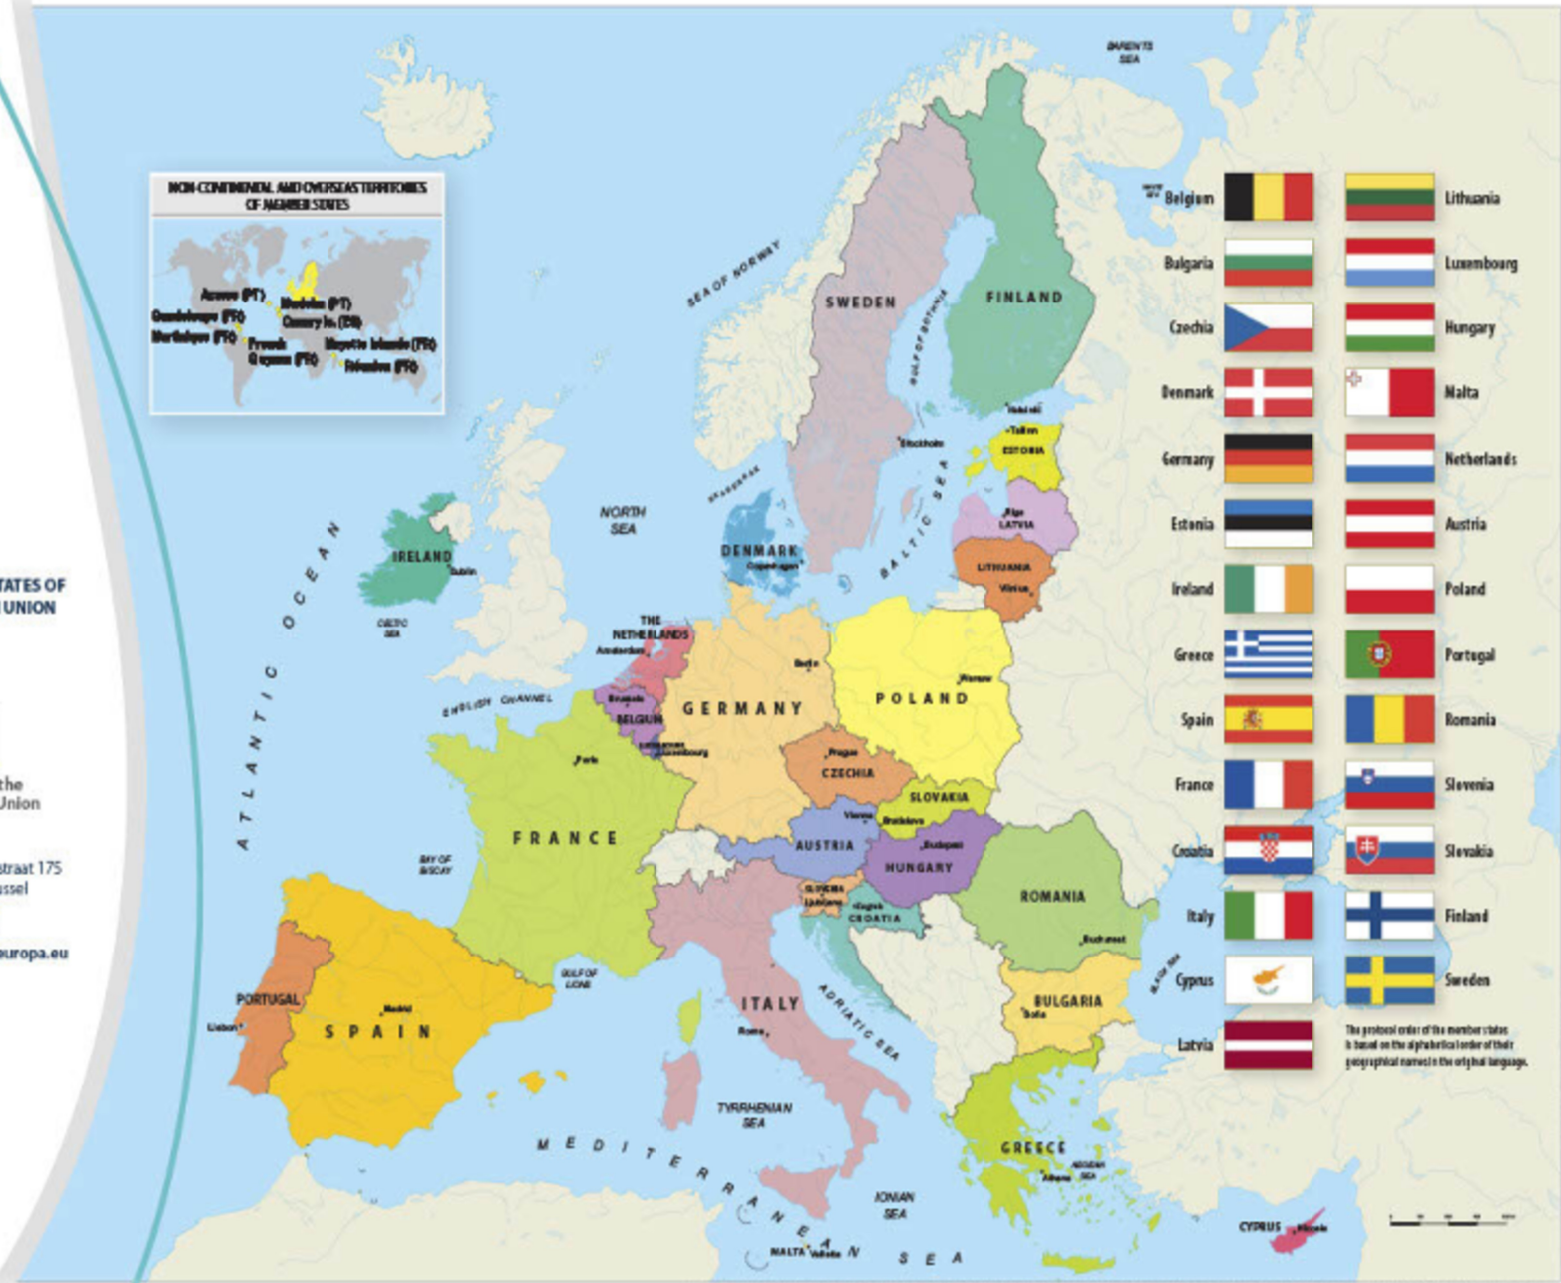 TATES OF
UNION
the
Union
straat 175
ussel
europa.eu
NON-CONTINENTAL AND OVERSEAS TERRITORIES
OF MEMBER STATES
Azores (PT)
Madeira (PT)
Guadeloupe (FR)
Canary Is. (ES)
Martinique (FR)
French
Guyana (FR)
Mayotte Islands (FR)
Réunion (FR)
BARENTS
SEA
WHITE
SEA
SEA OF NORWAY
SWEDEN
FINLAND
GULF OF BOTHNIA
Helsinki
Tallinn
ESTONIA
Stockholm
SKAGERRAK
BALTIC SEA
Riga
LATVIA
NORTH
SEA
DENMARK
Copenhagen
LITHUANIA
Vilnius
IRELAND
Dublin
CELTIC
SEA
ATLANTIC OCEAN
THE
NETHERLANDS
Amsterdam
Berlin
Warsaw
ENGLISH CHANNEL
Brussels
BELGIUM
GERMANY
POLAND
LUXEMBOURG
Luxembourg
Paris
Prague
CZECHIA
SLOVAKIA
Vienna
Bratislava
FRANCE
AUSTRIA
Budapest
HUNGARY
BAY OF
BISCAY
SLOVENIA
Ljubljana
Zagreb
CROATIA
ROMANIA
Bucharest
GULF OF
LIONS
PORTUGAL
Lisbon
Madrid
SPAIN
ITALY
Rome
ADRIATIC SEA
BULGARIA
Sofia
BLACK SEA
TYRRHENIAN
SEA
MEDITERRANEAN SEA
GREECE
Athens
AEGEAN
SEA
IONIAN
SEA
MALTA Valletta
CYPRUS Nicosia
Belgium
Lithuania
Bulgaria
Luxembourg
Czechia
Hungary
Denmark
Malta
Germany
Netherlands
Estonia
Austria
Ireland
Poland
Greece
Portugal
Spain
Romania
France
Slovenia
Croatia
Slovakia
Italy
Finland
Cyprus
Sweden
Latvia
The protocol order of the member states
is based on the alphabetical order of their
geographical names in the original language.